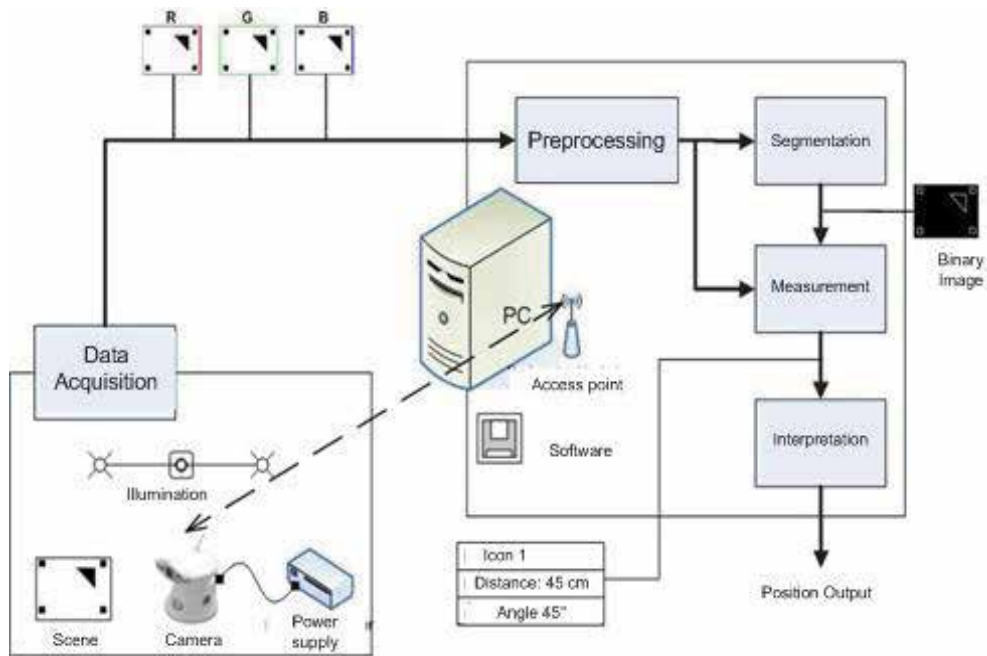 R G B
Preprocessing
Segmentation
Binary
Image
Measurement
PC
Data
Acquisition
Access point
Interpretation
Software
Illumination
Icon 1
Distance: 45 cm
Angle 45°
Position Output
Scene
Camera
Power
supply